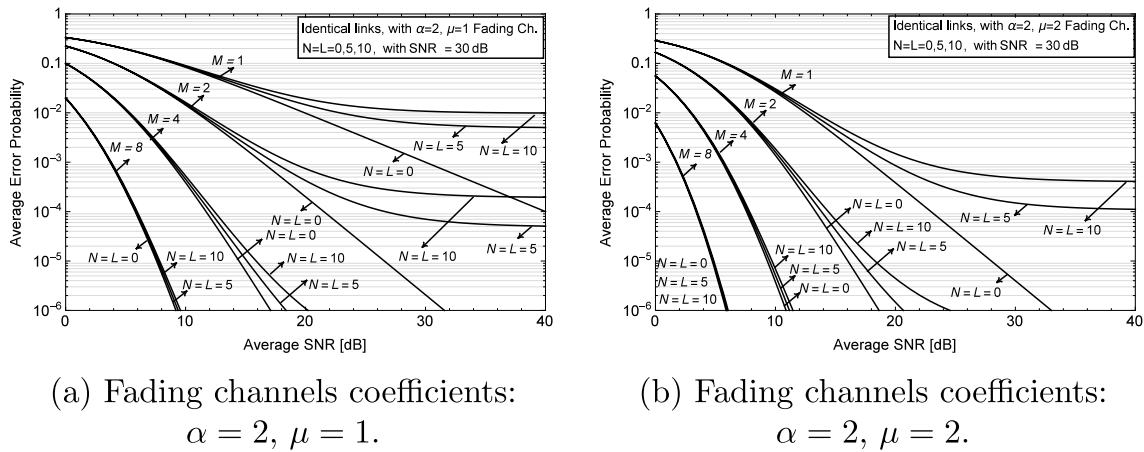 Identical links, with α=2, μ=1 Fading Ch.
N=L=0,5,10, with SNR = 30 dB
Average Error Probability
1
0.1
10⁻²
10⁻³
10⁻⁴
10⁻⁵
10⁻⁶
M = 1
M = 2
M = 4
M = 8
N = L = 5
N = L = 10
N = L = 0
N = L = 0
N = L = 0
N = L = 5
N = L = 10
N = L = 0
N = L = 10
N = L = 10
N = L = 5
N = L = 5
0
10
20
30
40
Average SNR [dB]
(a) Fading channels coefficients:
α = 2, μ = 1.
Identical links, with α=2, μ=2 Fading Ch.
N=L=0,5,10, with SNR = 30 dB
Average Error Probability
1
0.1
10⁻²
10⁻³
10⁻⁴
10⁻⁵
10⁻⁶
M = 1
M = 2
M = 4
M = 8
N = L = 5
N = L = 10
N = L = 0
N = L = 10
N = L = 5
N = L = 0
N = L = 10
N = L = 5
N = L = 0
N = L = 0
N = L = 5
N = L = 10
0
10
20
30
40
Average SNR [dB]
(b) Fading channels coefficients:
α = 2, μ = 2.